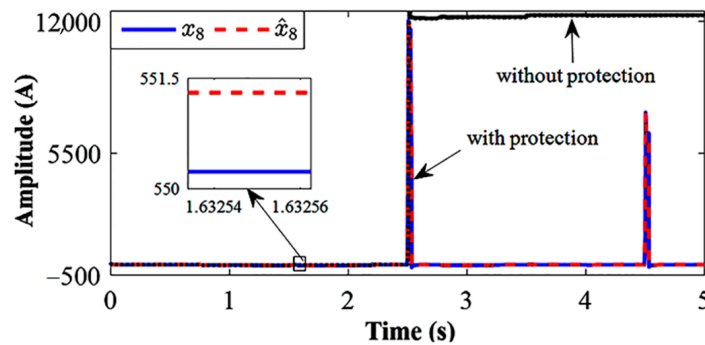 12,000
x₈ x̂₈
551.5
without protection
550
1.63254 1.63256
5500
with protection
−500
0 1 2 3 4 5
Amplitude (A)
Time (s)